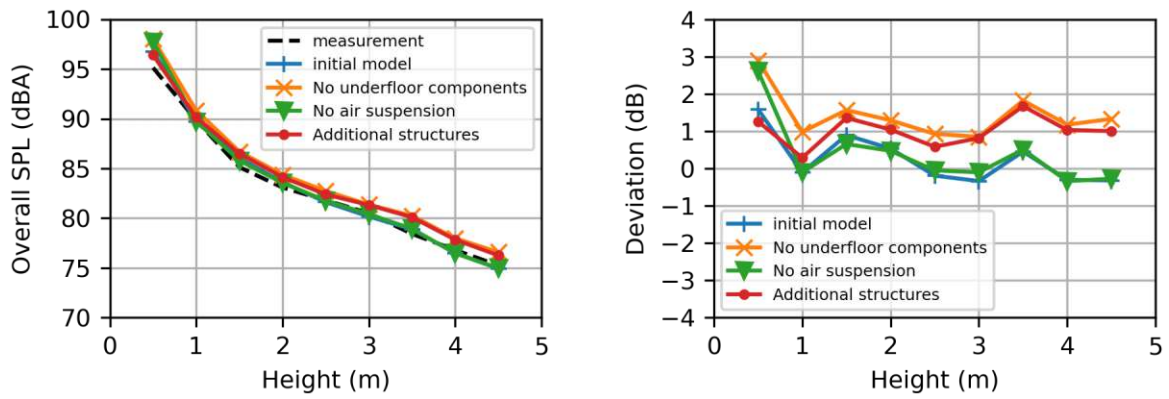 100
95
90
85
80
75
70
Overall SPL (dBA)
measurement
initial model
No underfloor components
No air suspension
Additional structures
0 1 2 3 4 5
Height (m)
4
3
2
1
0
−1
−2
−3
−4
Deviation (dB)
initial model
No underfloor components
No air suspension
Additional structures
0 1 2 3 4 5
Height (m)